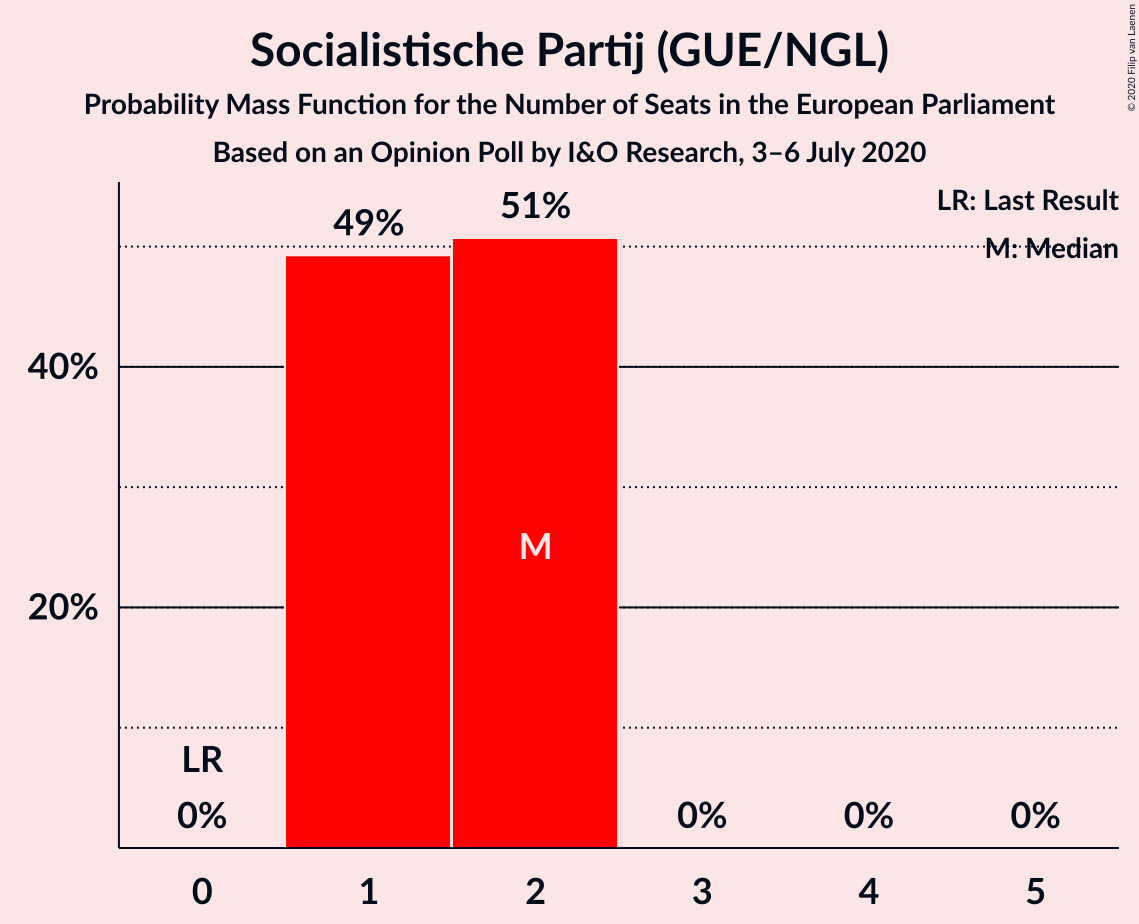 Socialistische Partij (GUE/NGL)
Probability Mass Function for the Number of Seats in the European Parliament
Based on an Opinion Poll by I&O Research, 3–6 July 2020
© 2020 Filip van Laenen
LR: Last Result
M: Median
49%
51%
40%
M
20%
LR
0%
0%
0%
0%
0
1
2
3
4
5